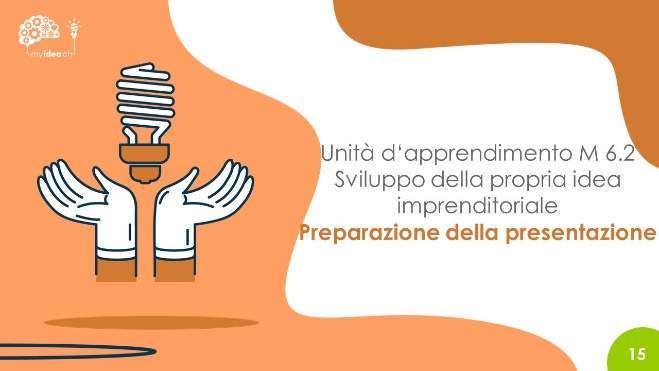 myidea.ch
Unità d‘apprendimento M 6.2
Sviluppo della propria idea
imprenditoriale
Preparazione della presentazione
15